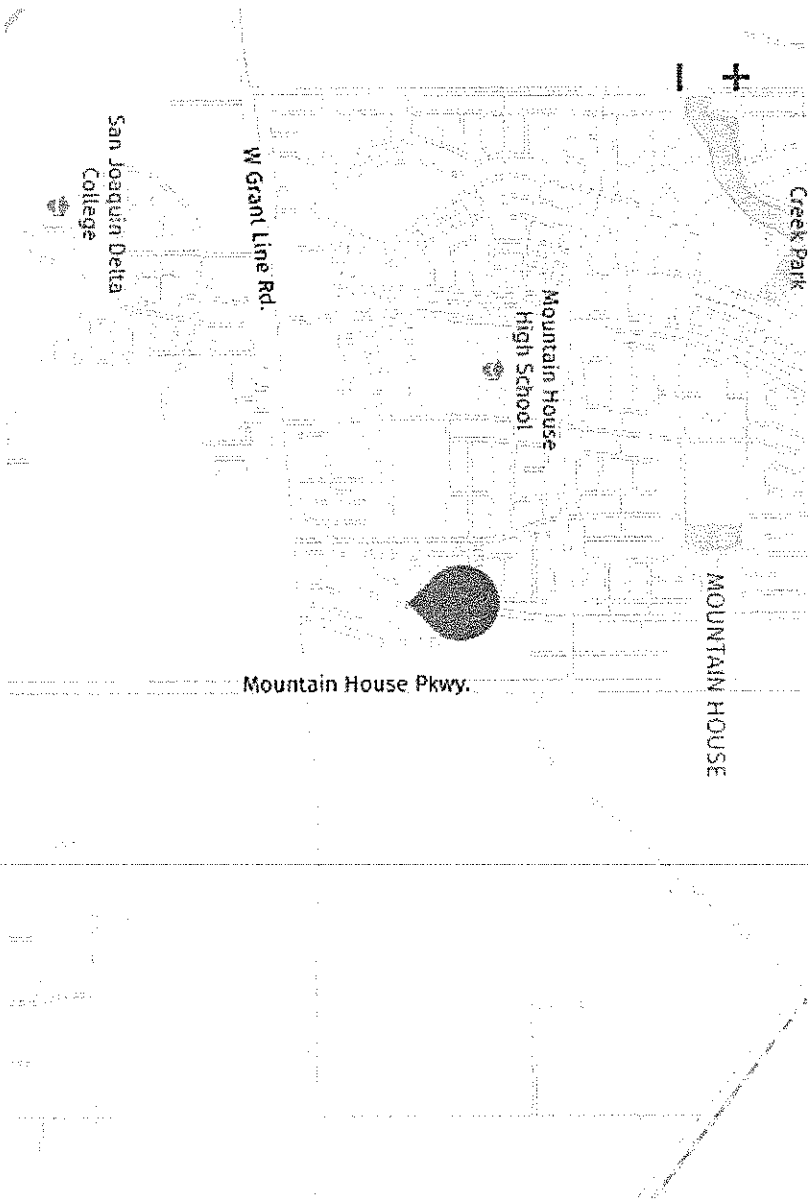 +
−
Creek Park
MOUNTAIN HOUSE
Mountain House
High School
W Grant Line Rd.
Mountain House Pkwy.
San Joaquin Delta
College